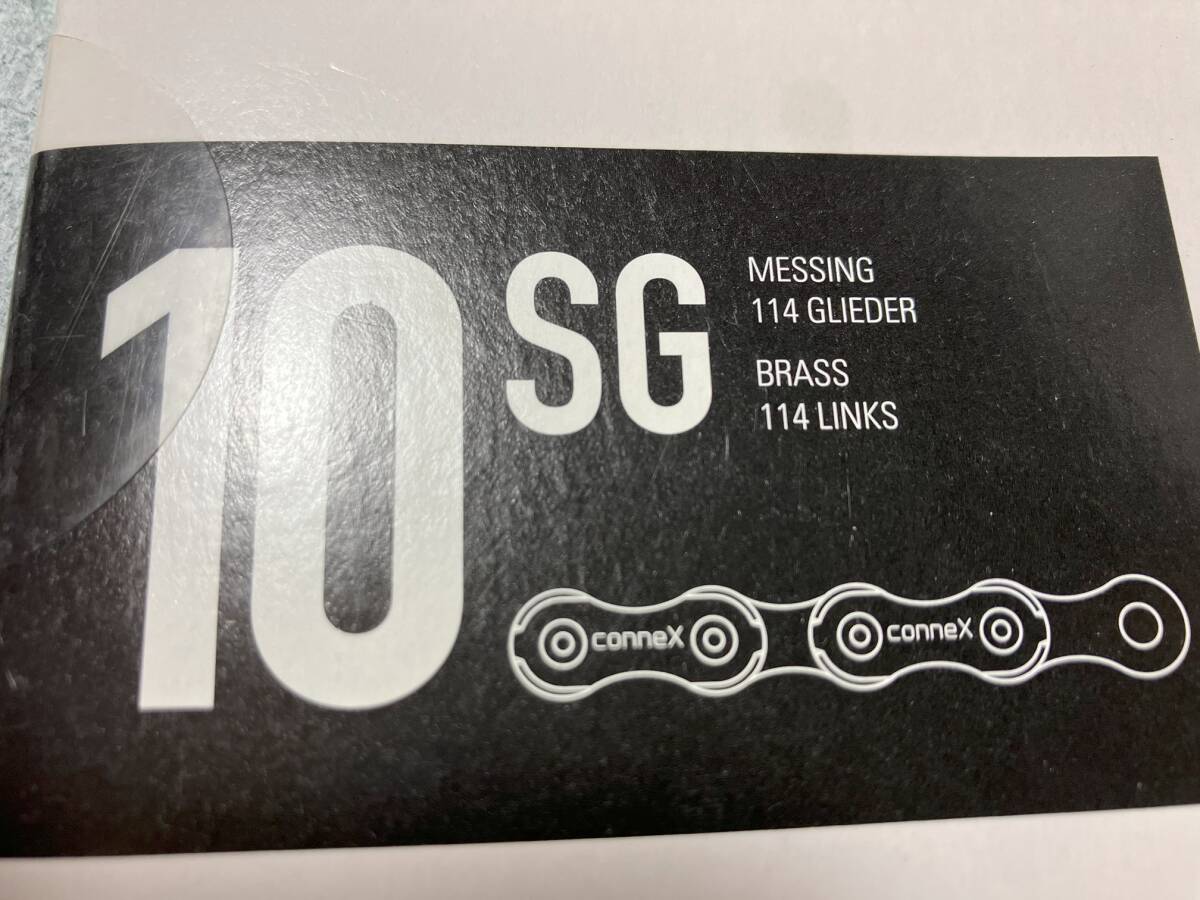 10 SG
MESSING
114 GLIEDER
BRASS
114 LINKS
conneX
conneX